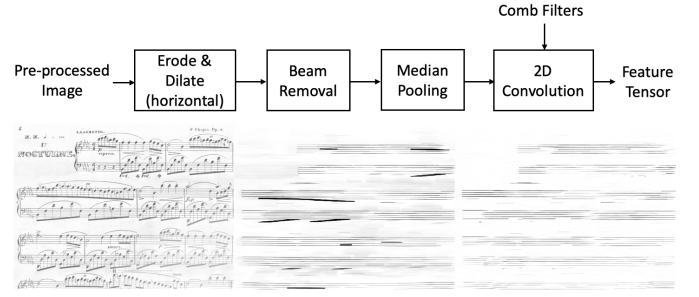 Comb Filters
Pre-processed
Image
Erode &
Dilate
(horizontal)
Beam
Removal
Median
Pooling
2D
Convolution
Feature
Tensor
NOCTURNE.